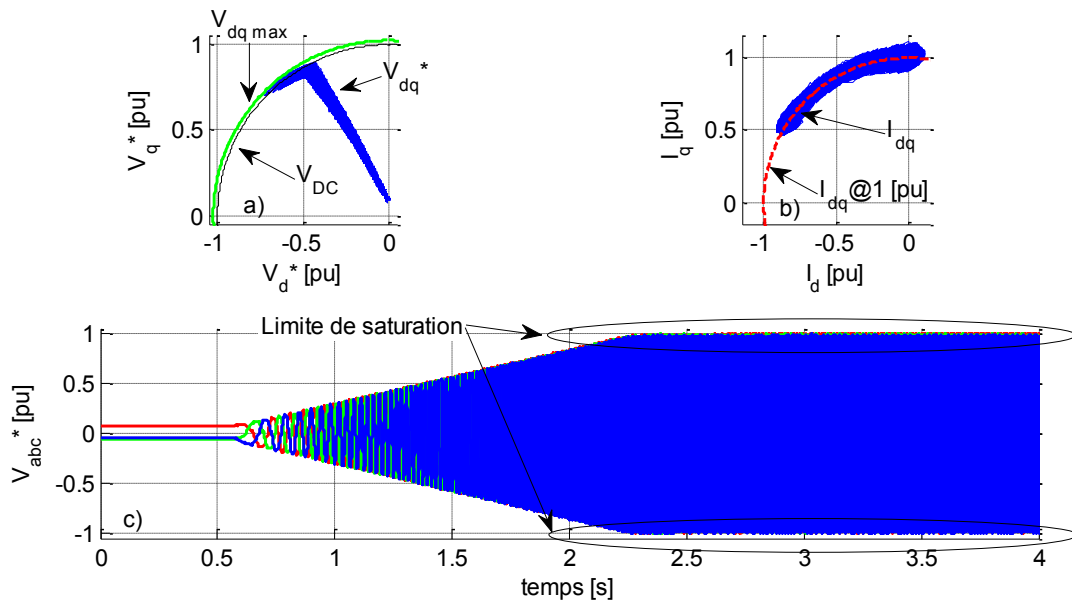 V dq max
1
0.5
0
V_q* [pu]
V_dq*
V_DC
a)
-1
-0.5
0
V_d* [pu]
1
0.5
0
I_q [pu]
I_dq
I_dq@1 [pu]
b)
-1
-0.5
0
I_d [pu]
Limite de saturation
1
0.5
0
-0.5
-1
V_abc* [pu]
c)
0
0.5
1
1.5
2
2.5
3
3.5
4
temps [s]